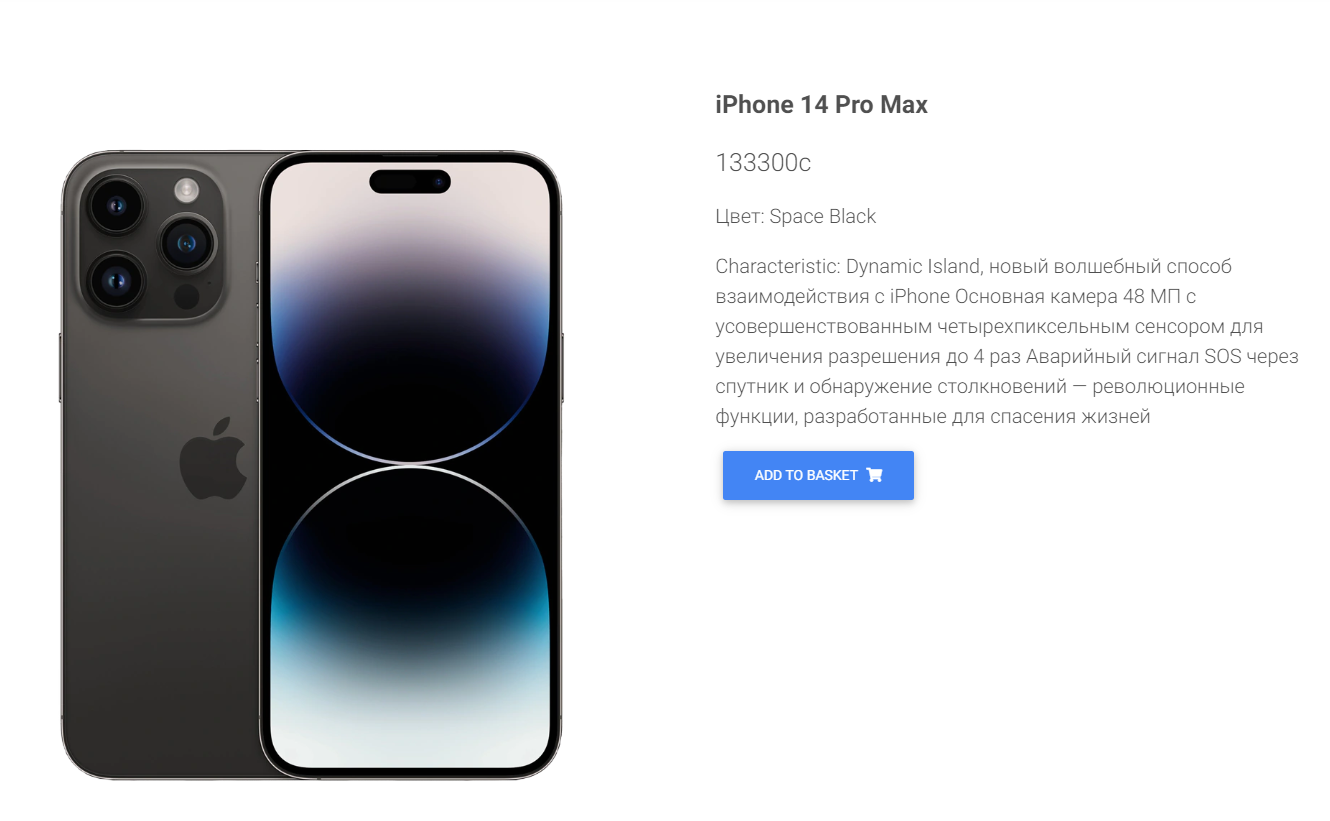 iPhone 14 Pro Max
133300с
Цвет: Space Black
Characteristic: Dynamic Island, новый волшебный способ
взаимодействия с iPhone Основная камера 48 МП с
усовершенствованным четырехпиксельным сенсором для
увеличения разрешения до 4 раз Аварийный сигнал SOS через
спутник и обнаружение столкновений — революционные
функции, разработанные для спасения жизней
ADD TO BASKET